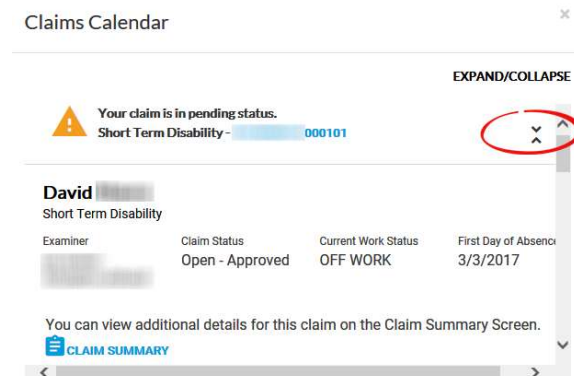 Claims Calendar
EXPAND/COLLAPSE
Your claim is in pending status.
Short Term Disability - 000101
David
Short Term Disability
Examiner Claim Status Current Work Status First Day of Absence
Open - Approved OFF WORK 3/3/2017
You can view additional details for this claim on the Claim Summary Screen.
CLAIM SUMMARY